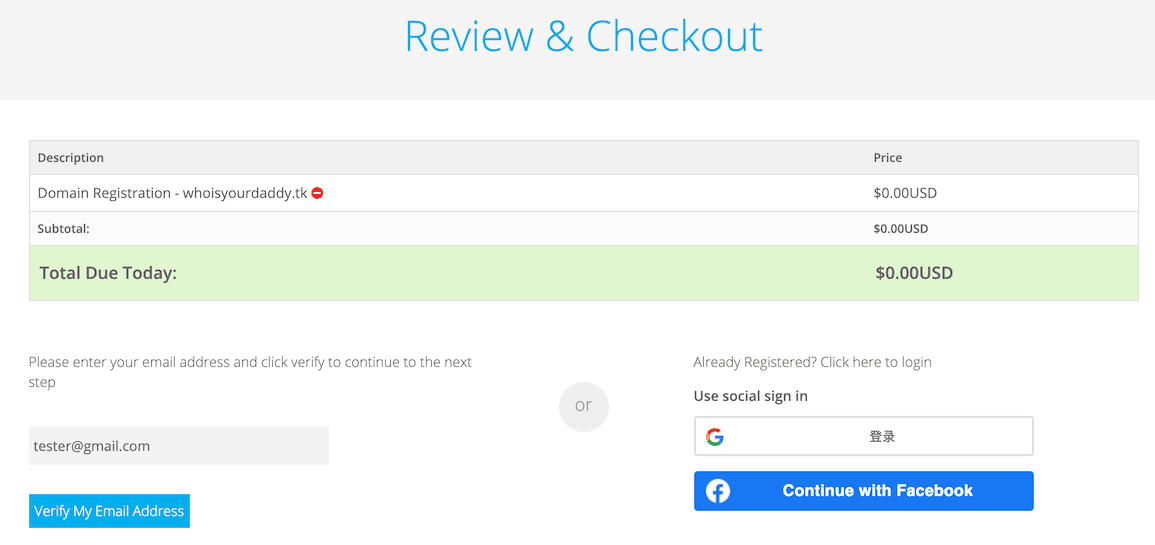 Review & Checkout
Description Price
Domain Registration - whoisyourdaddy.tk $0.00USD
Subtotal: $0.00USD
Total Due Today: $0.00USD
Please enter your email address and click verify to continue to the next
step
tester@gmail.com
Verify My Email Address
or
Already Registered? Click here to login
Use social sign in
登录
Continue with Facebook